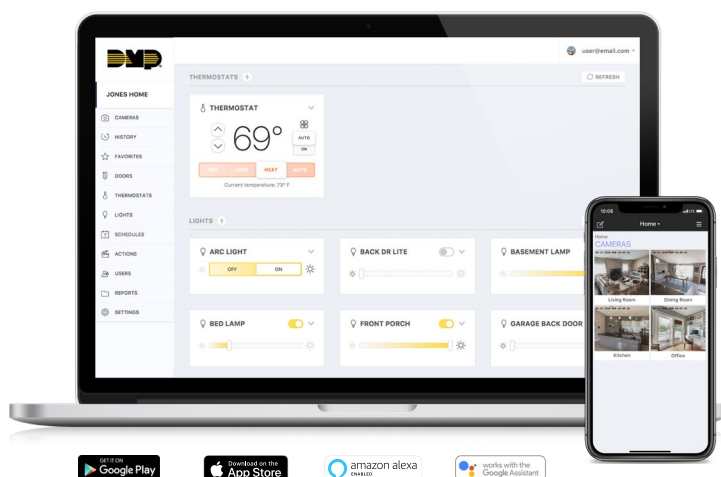 DMP
user@email.com
THERMOSTATS +
REFRESH
JONES HOME
CAMERAS
HISTORY
FAVORITES
DOORS
THERMOSTATS
LIGHTS
SCHEDULES
ACTIONS
USERS
REPORTS
SETTINGS
THERMOSTAT
69°
AUTO
ON
OFF COOL HEAT AUTO
Current temperature: 73° F
LIGHTS +
ARC LIGHT
OFF ON
BACK DR LITE
BASEMENT LAMP
BED LAMP
FRONT PORCH
GARAGE BACK DOOR
10:08
LTE
Home
Home
CAMERAS
Living Room
Dining Room
Kitchen
Office
GET IT ON
Google Play
Download on the
App Store
amazon alexa
ENABLED
works with the
Google Assistant